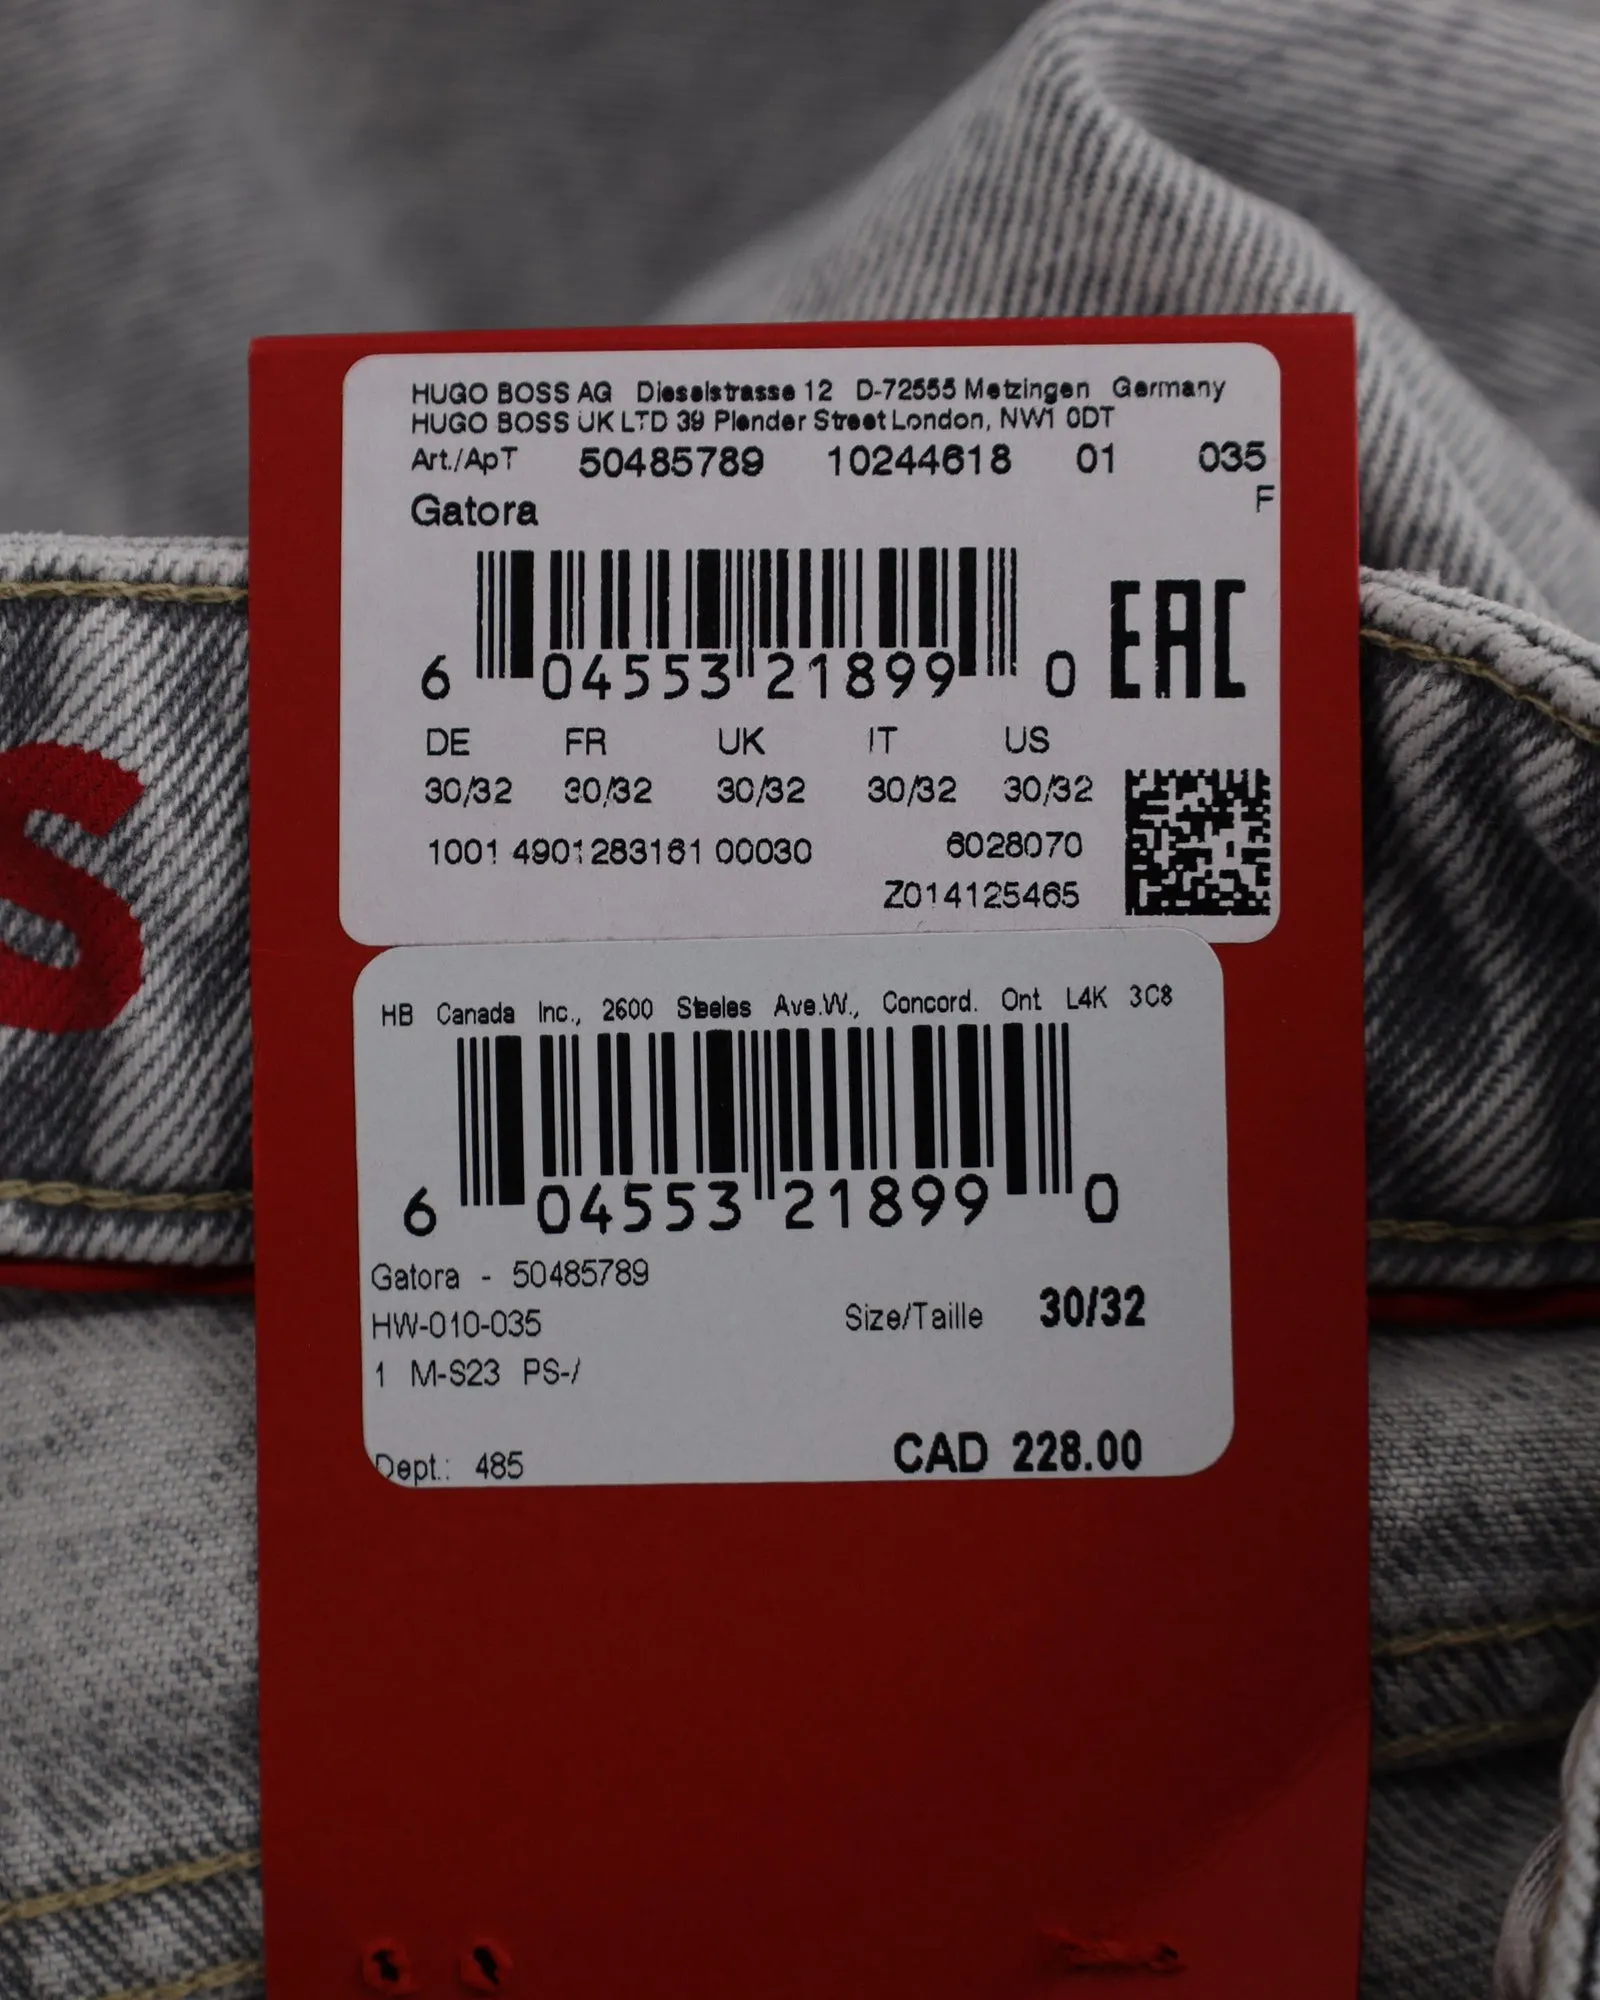 HUGO BOSS AG Dieselstrasse 12 D-72555 Metzingen Germany
HUGO BOSS UK LTD 39 Plender Street London, NW1 0DT
Art./ApT 50485789 10244618 01 035
F
Gatora
6 04553 21899 0
EAC
DE FR UK IT US
30/32 30/32 30/32 30/32 30/32
1001 4901283161 00030 6028070
Z014125465
HB Canada Inc., 2600 Steeles Ave.W., Concord. Ont L4K 3C8
6 04553 21899 0
Gatora - 50485789
HW-010-035
Size/Taille 30/32
1 M-S23 PS-/
Dept.: 485 CAD 228.00
S